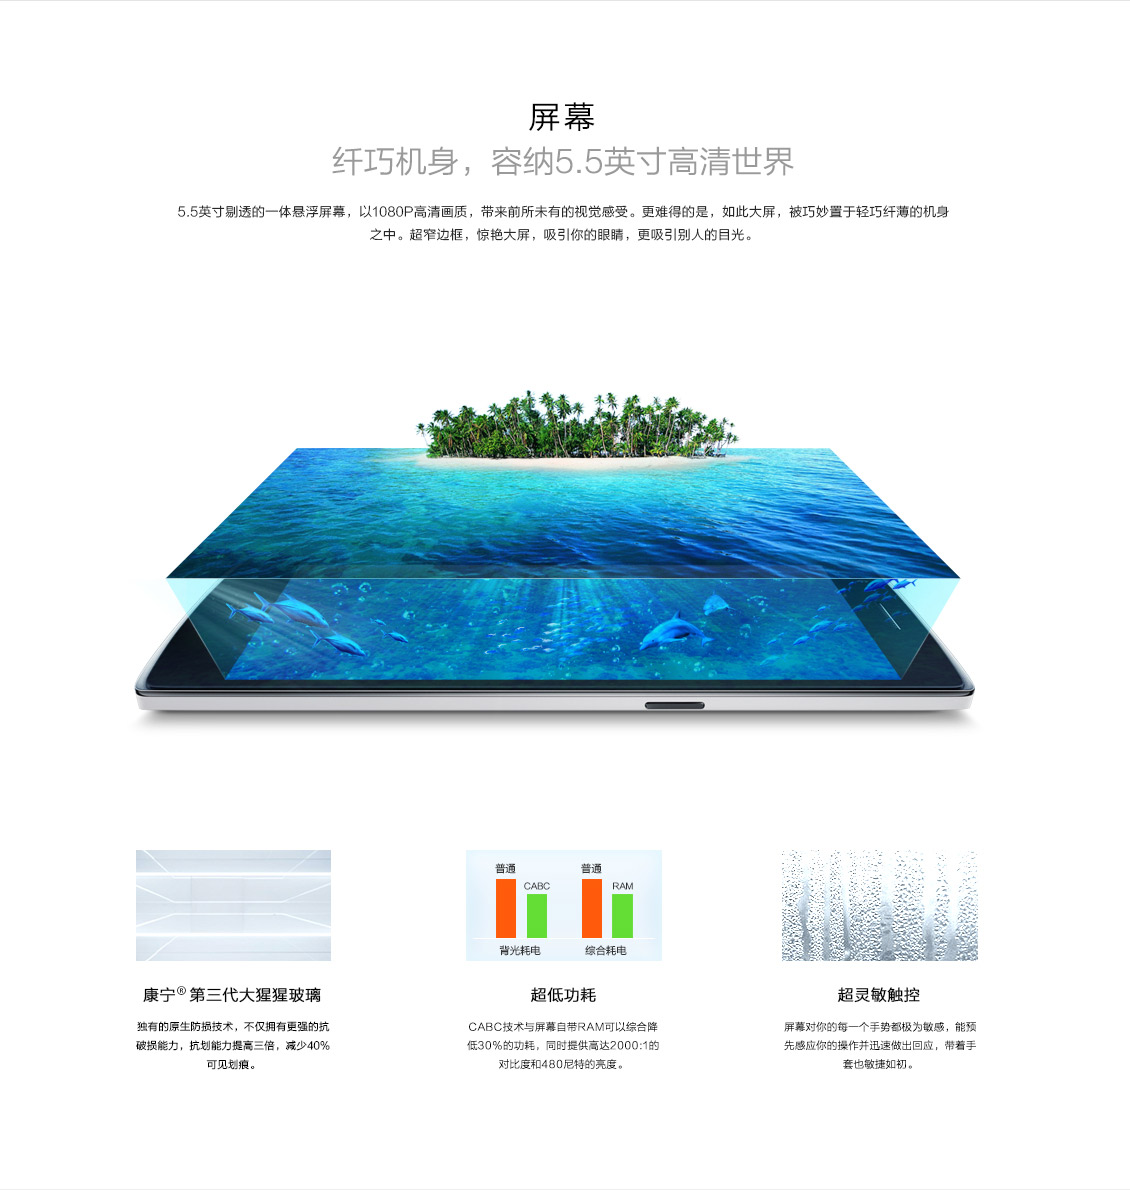 屏幕
纤巧机身，容纳5.5英寸高清世界
5.5英寸剔透的一体悬浮屏幕，以1080P高清画质，带来前所未有的视觉感受。更难得的是，如此大屏，被巧妙置于轻巧纤薄的机身
之中。超窄边框，惊艳大屏，吸引你的眼睛，更吸引别人的目光。
普通
CABC
背光耗电
普通
RAM
综合耗电
康宁®第三代大猩猩玻璃
独有的原生防损技术，不仅拥有更强的抗
破损能力，抗划能力提高三倍，减少40%
可见划痕。
超低功耗
CABC技术与屏幕自带RAM可以综合降
低30%的功耗，同时提供高达2000:1的
对比度和480尼特的亮度。
超灵敏触控
屏幕对你的每一个手势都极为敏感，能预
先感应你的操作并迅速做出回应，带着手
套也敏捷如初。